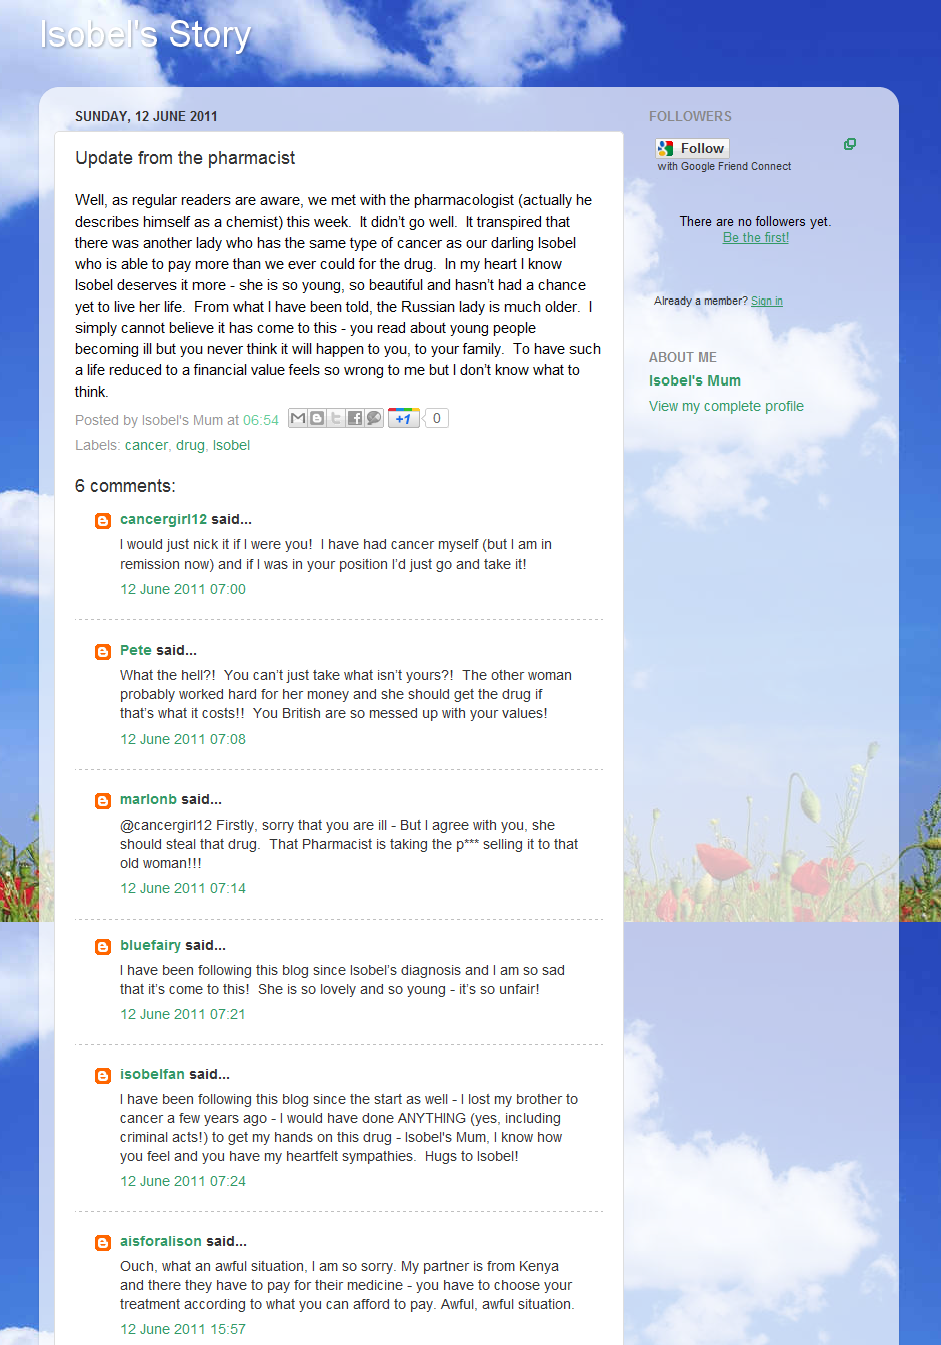 Isobel's Story
SUNDAY, 12 JUNE 2011
Update from the pharmacist
Well, as regular readers are aware, we met with the pharmacologist (actually he
describes himself as a chemist) this week.  It didn't go well.  It transpired that
there was another lady who has the same type of cancer as our darling Isobel
who is able to pay more than we ever could for the drug.  In my heart I know
Isobel deserves it more - she is so young, so beautiful and hasn't had a chance
yet to live her life.  From what I have been told, the Russian lady is much older.  I
simply cannot believe it has come to this - you read about young people
becoming ill but you never think it will happen to you, to your family.  To have such
a life reduced to a financial value feels so wrong to me but I don't know what to
think.
Posted by Isobel's Mum at 06:54
+1 0
Labels: cancer, drug, Isobel
6 comments:
cancergirl12 said...
I would just nick it if I were you!  I have had cancer myself (but I am in
remission now) and if I was in your position I'd just go and take it!
12 June 2011 07:00
Pete said...
What the hell?!  You can't just take what isn't yours?!  The other woman
probably worked hard for her money and she should get the drug if
that's what it costs!!  You British are so messed up with your values!
12 June 2011 07:08
marlonb said...
@cancergirl12 Firstly, sorry that you are ill - But I agree with you, she
should steal that drug.  That Pharmacist is taking the p*** selling it to that
old woman!!!
12 June 2011 07:14
bluefairy said...
I have been following this blog since Isobel's diagnosis and I am so sad
that it's come to this!  She is so lovely and so young - it's so unfair!
12 June 2011 07:21
isobelfan said...
I have been following this blog since the start as well - I lost my brother to
cancer a few years ago - I would have done ANYTHING (yes, including
criminal acts!) to get my hands on this drug - Isobel's Mum, I know how
you feel and you have my heartfelt sympathies.  Hugs to Isobel!
12 June 2011 07:24
aisforalison said...
Ouch, what an awful situation, I am so sorry. My partner is from Kenya
and there they have to pay for their medicine - you have to choose your
treatment according to what you can afford to pay. Awful, awful situation.
12 June 2011 15:57
FOLLOWERS
Follow
with Google Friend Connect
There are no followers yet.
Be the first!
Already a member? Sign in
ABOUT ME
Isobel's Mum
View my complete profile